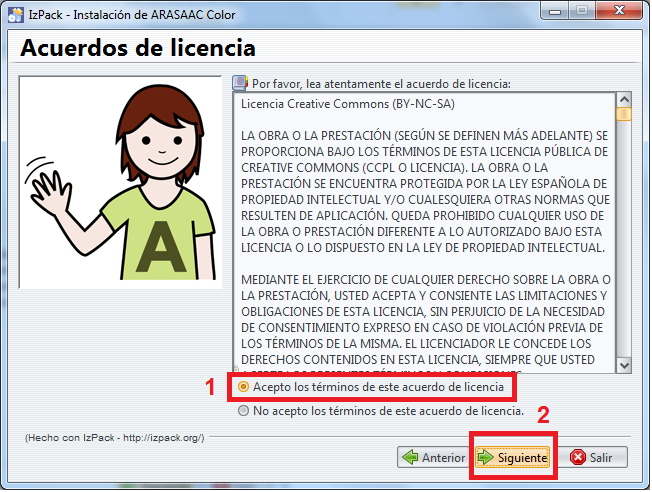 IzPack - Instalación de ARASAAC Color
Acuerdos de licencia
A
Por favor, lea atentamente el acuerdo de licencia:
Licencia Creative Commons (BY-NC-SA)
LA OBRA O LA PRESTACIÓN (SEGÚN SE DEFINEN MÁS ADELANTE) SE
PROPORCIONA BAJO LOS TÉRMINOS DE ESTA LICENCIA PÚBLICA DE
CREATIVE COMMONS (CCPL O LICENCIA). LA OBRA O LA
PRESTACIÓN SE ENCUENTRA PROTEGIDA POR LA LEY ESPAÑOLA DE
PROPIEDAD INTELECTUAL Y/O CUALESQUIERA OTRAS NORMAS QUE
RESULTEN DE APLICACIÓN. QUEDA PROHIBIDO CUALQUIER USO DE
LA OBRA O PRESTACIÓN DIFERENTE A LO AUTORIZADO BAJO ESTA
LICENCIA O LO DISPUESTO EN LA LEY DE PROPIEDAD INTELECTUAL.
MEDIANTE EL EJERCICIO DE CUALQUIER DERECHO SOBRE LA OBRA O
LA PRESTACIÓN, USTED ACEPTA Y CONSIENTE LAS LIMITACIONES Y
OBLIGACIONES DE ESTA LICENCIA, SIN PERJUICIO DE LA NECESIDAD
DE CONSENTIMIENTO EXPRESO EN CASO DE VIOLACIÓN PREVIA DE
LOS TÉRMINOS DE LA MISMA. EL LICENCIADOR LE CONCEDE LOS
DERECHOS CONTENIDOS EN ESTA LICENCIA, SIEMPRE QUE USTED
1
Acepto los términos de este acuerdo de licencia
No acepto los términos de este acuerdo de licencia.
2
(Hecho con IzPack - http://izpack.org/)
Anterior
Siguiente
Salir